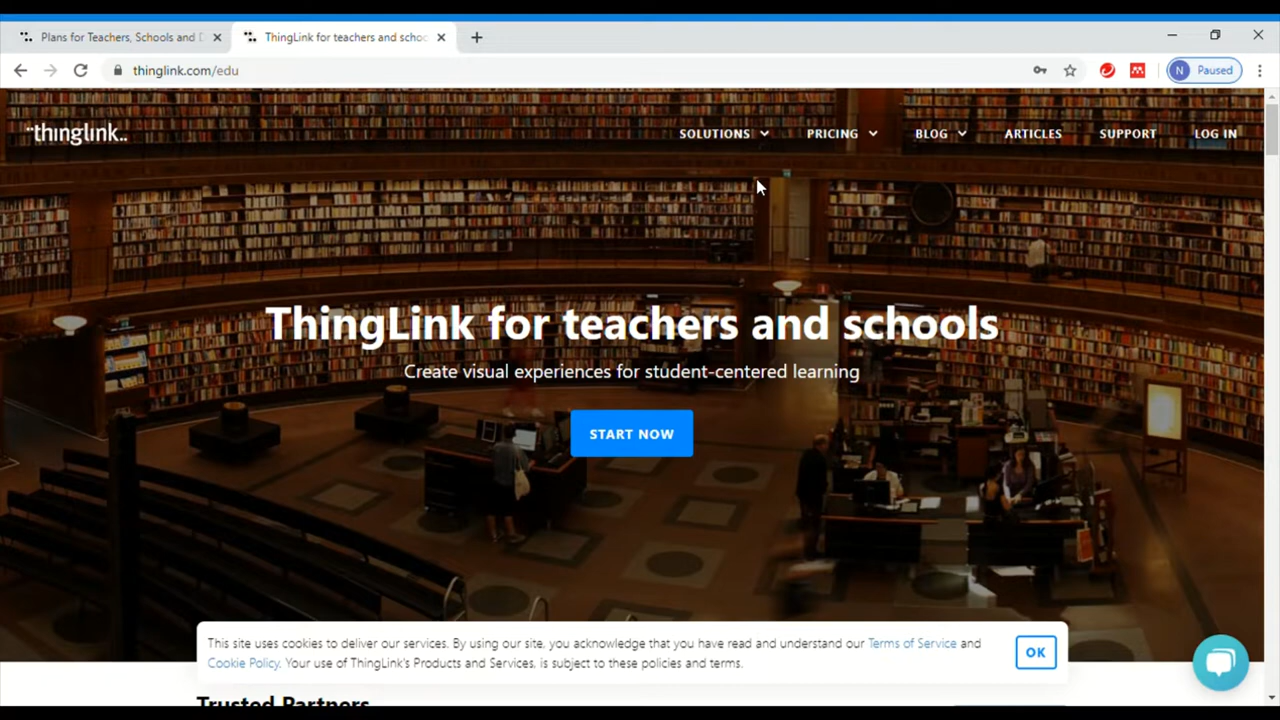 Plans for Teachers, Schools and D
ThingLink for teachers and schoo
thinglink.com/edu
N Paused
thinglink..
SOLUTIONS PRICING BLOG ARTICLES SUPPORT LOG IN
ThingLink for teachers and schools
Create visual experiences for student-centered learning
START NOW
This site uses cookies to deliver our services. By using our site, you acknowledge that you have read and understand our Terms of Service and
Cookie Policy. Your use of ThingLink's Products and Services, is subject to these policies and terms.
OK
Trusted Partners